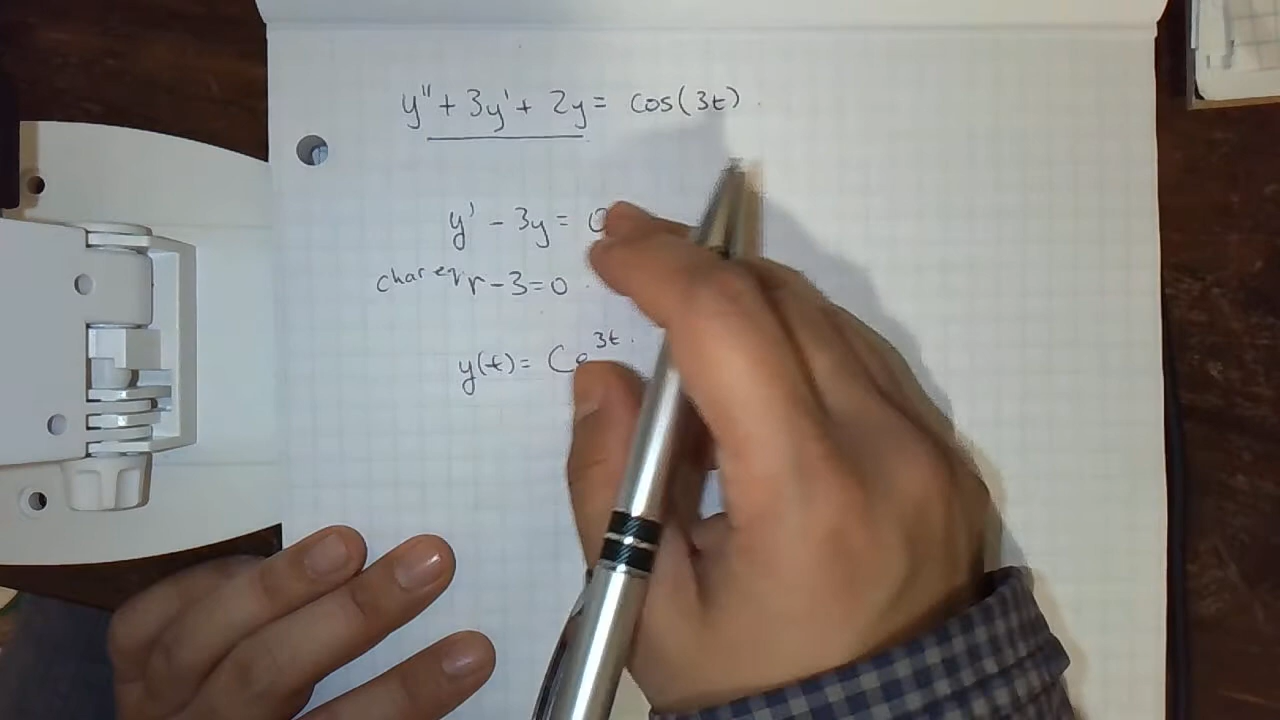 y'' + 3y' + 2y = cos(3t)
y' - 3y = 0
char eq r - 3 = 0
y(t) = Ce^{3t}